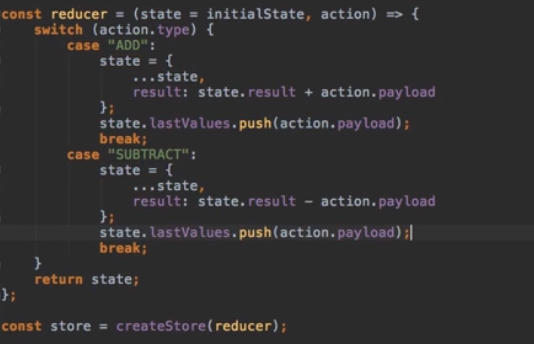 const reducer = (state = initialState, action) => {
    switch (action.type) {
        case "ADD":
            state = {
                ...state,
                result: state.result + action.payload
            };
            state.lastValues.push(action.payload);
            break;
        case "SUBTRACT":
            state = {
                ...state,
                result: state.result - action.payload
            };
            state.lastValues.push(action.payload);
            break;
    }
    return state;
};
const store = createStore(reducer);